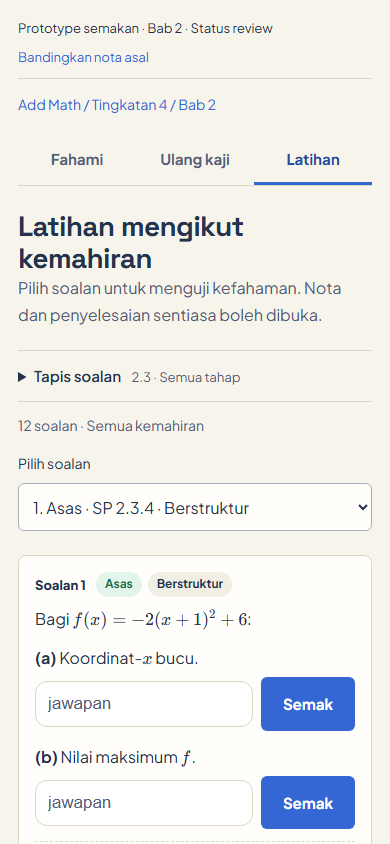 Prototype semakan · Bab 2 · Status review
Bandingkan nota asal
Add Math / Tingkatan 4 / Bab 2
Fahami Ulang kaji Latihan
Latihan mengikut
kemahiran
Pilih soalan untuk menguji kefahaman. Nota
dan penyelesaian sentiasa boleh dibuka.
Tapis soalan 2.3 · Semua tahap
12 soalan · Semua kemahiran
Pilih soalan
1. Asas · SP 2.3.4 · Berstruktur
Soalan 1 Asas Berstruktur
Bagi f(x) = −2(x + 1)² + 6:
(a) Koordinat-x bucu.
jawapan Semak
(b) Nilai maksimum f.
jawapan Semak